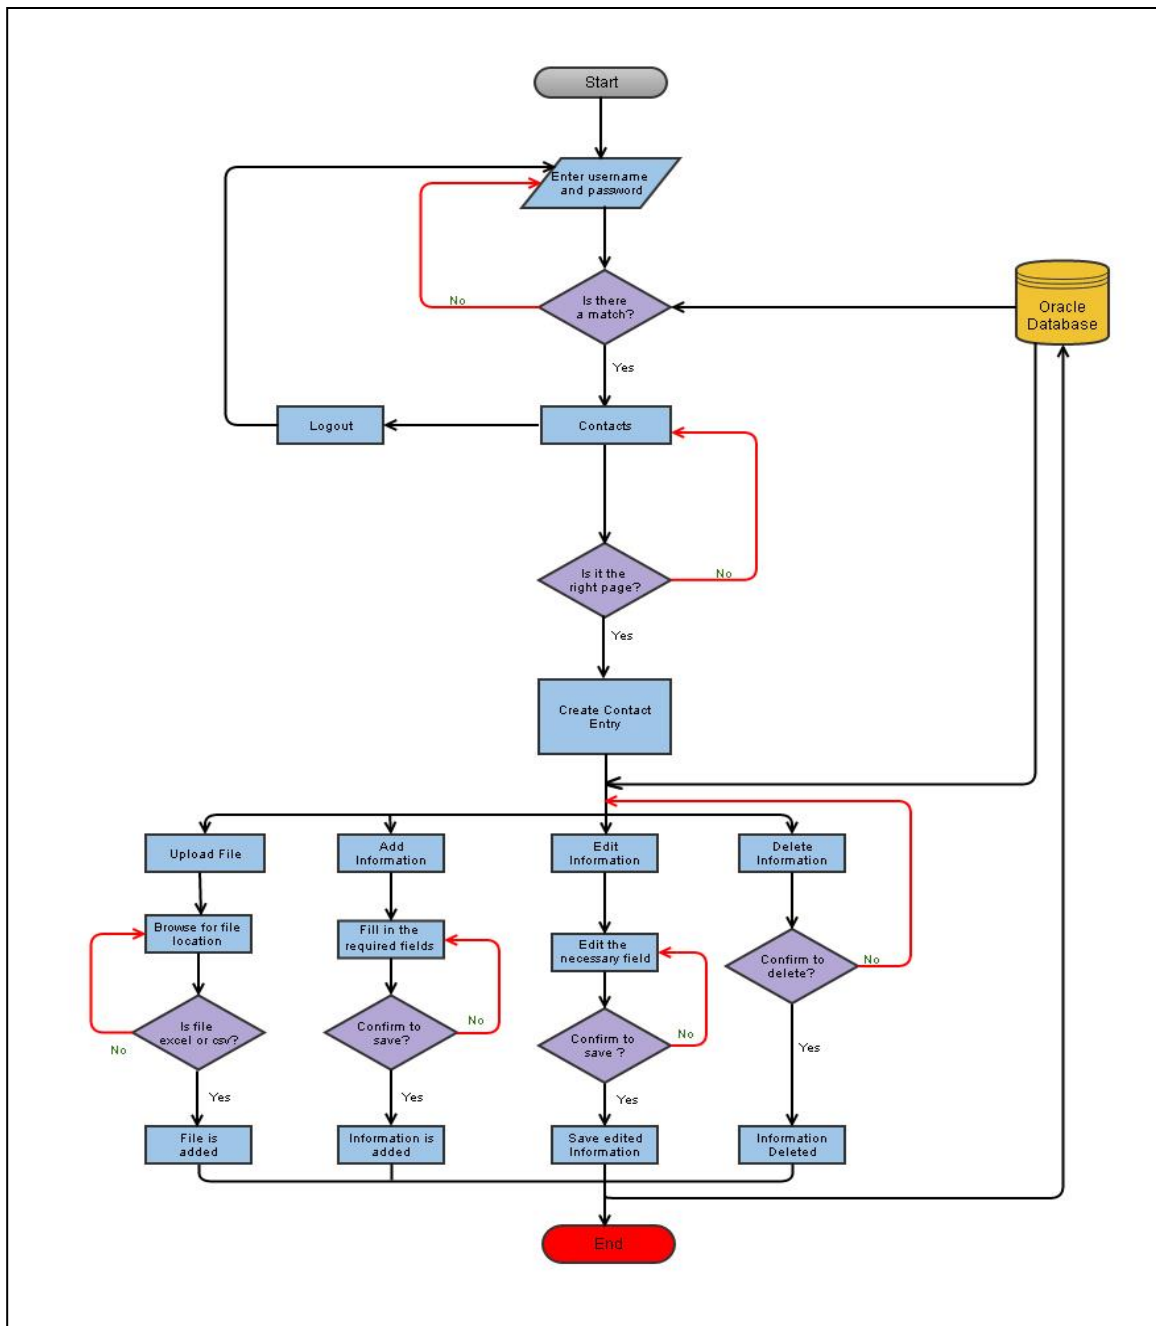 Start
Enter username
and password
Is there
a match?
No
Oracle
Database
Yes
Logout
Contacts
Is it the
right page?
No
Yes
Create Contact
Entry
Upload File
Add
Information
Edit
Information
Delete
Information
Browse for file
location
Fill in the
required fields
Edit the
necessary field
Confirm to
delete?
No
Is file
excel or csv?
No
Confirm to
save?
No
Confirm to
save ?
No
Yes
Yes
Yes
Yes
File is
added
Information is
added
Save edited
Information
Information
Deleted
End